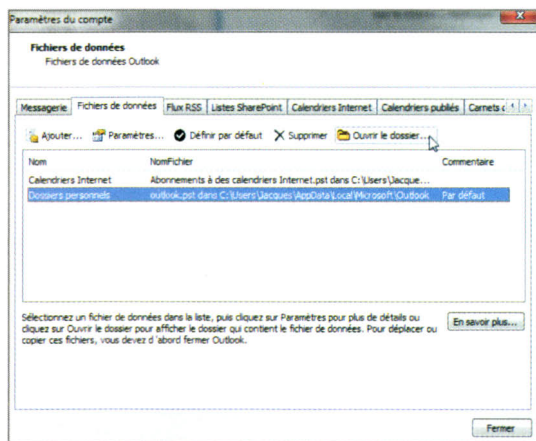 Paramètres du compte
Fichiers de données
Fichiers de données Outlook
Messagerie Fichiers de données Flux RSS Listes SharePoint Calendriers Internet Calendriers publiés Carnets
Ajouter... Paramètres... Définir par défaut Supprimer Ouvrir le dossier...
Nom NomFichier Commentaire
Calendriers Internet Abonnements à des calendriers Internet.pst dans C:\Users\Jacque...
Dossiers personnels outlook.pst dans C:\Users\Jacques\AppData\Local\Microsoft\Outlook Par défaut
Sélectionnez un fichier de données dans la liste, puis cliquez sur Paramètres pour plus de détails ou
cliquez sur Ouvrir le dossier pour afficher le dossier qui contient le fichier de données. Pour déplacer ou
copier ces fichiers, vous devez d 'abord fermer Outlook.
En savoir plus...
Fermer